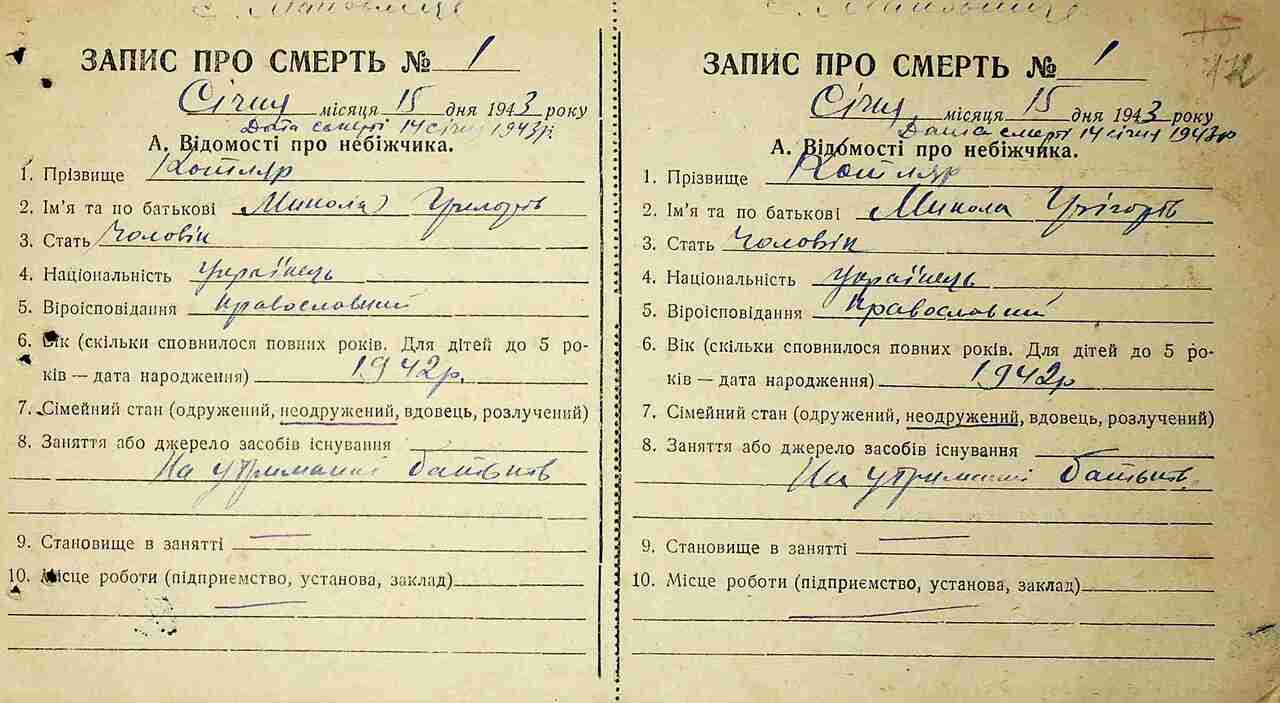 ЗАПИС ПРО СМЕРТЬ № 1
Січня місяця 15 дня 1943 року
Дата смерті 14 січня 1943 р.
А. Відомості про небіжчика.
1. Прізвище Котляр
2. Ім'я та по батькові Микола
3. Стать Чоловік
4. Національність Українець
5. Віроісповідання православний
6. Вік (скільки сповнилося повних років. Для дітей до 5 ро-
ків — дата народження) 1942 р.
7. Сімейний стан (одружений, неодружений, вдовець, розлучений)
8. Заняття або джерело засобів існування
На утриманні батьків
9. Становище в занятті —
10. Місце роботи (підприємство, установа, заклад)
—
ЗАПИС ПРО СМЕРТЬ № 1
Січня місяця 15 дня 1943 року
Дата смерті 14 січня 1943 р
А. Відомості про небіжчика.
1. Прізвище Котляр
2. Ім'я та по батькові Микола
3. Стать Чоловік
4. Національність Українець
5. Віроісповідання Православний
6. Вік (скільки сповнилося повних років. Для дітей до 5 ро-
ків — дата народження) 1942 р
7. Сімейний стан (одружений, неодружений, вдовець, розлучений)
8. Заняття або джерело засобів існування
На утриманні батьків
9. Становище в занятті —
10. Місце роботи (підприємство, установа, заклад)
—